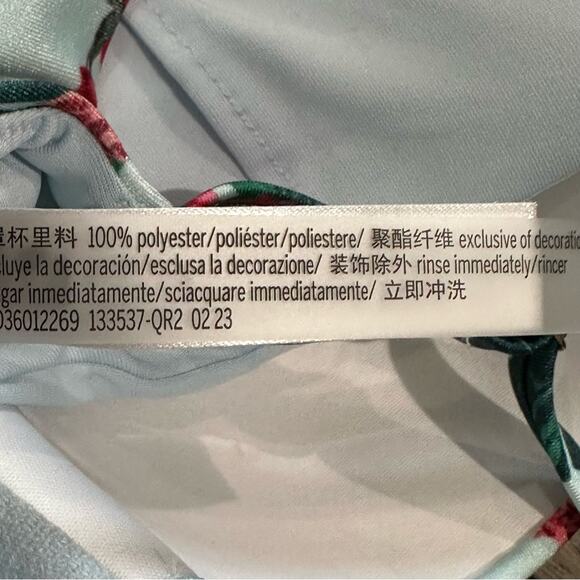 杯里料 100% polyester/poliéster/poliestere/ 聚酯纤维 exclusive of decoratio
luye la decoración/esclusa la decorazione/ 装饰除外 rinse immediately/rincer
gar inmediatamente/sciacquare immediatamente/ 立即冲洗
036012269 133537-QR2 02 23